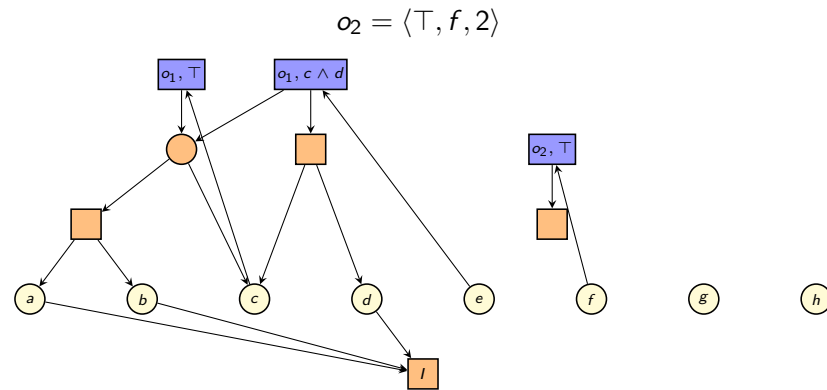 o₂ = ⟨⊤, f, 2⟩
o₁, ⊤
o₁, c ∧ d
o₂, ⊤
a
b
c
d
e
f
g
h
I